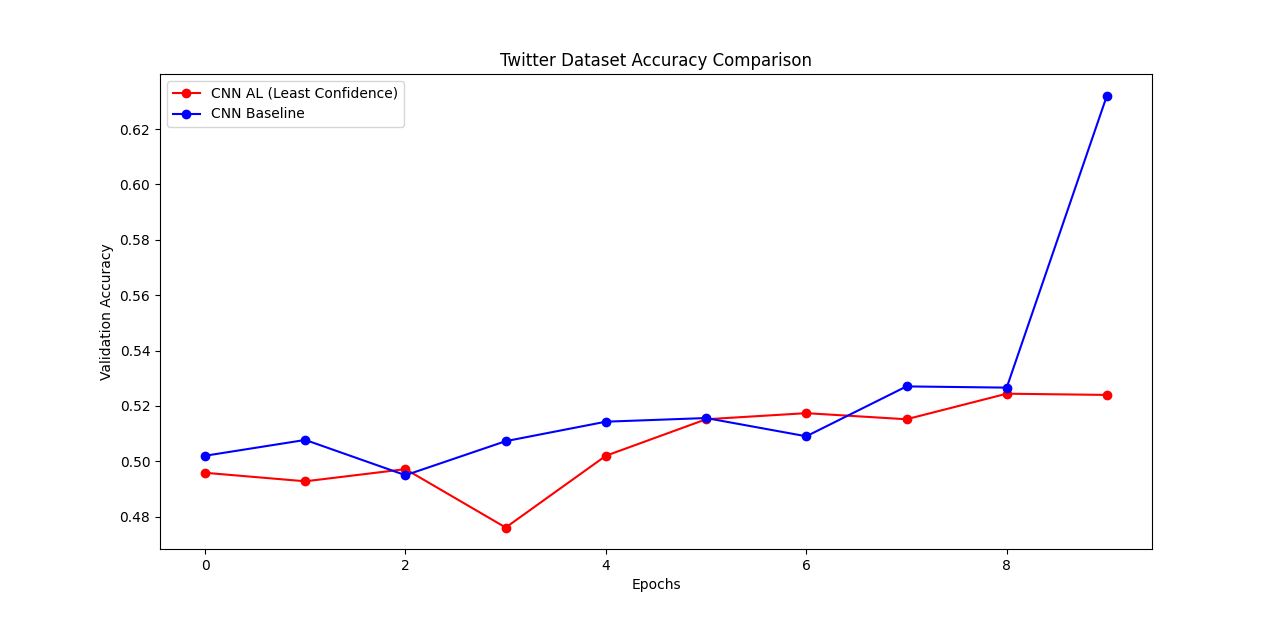 Twitter Dataset Accuracy Comparison
CNN AL (Least Confidence)
CNN Baseline
Validation Accuracy
0.62
0.60
0.58
0.56
0.54
0.52
0.50
0.48
0 2 4 6 8
Epochs